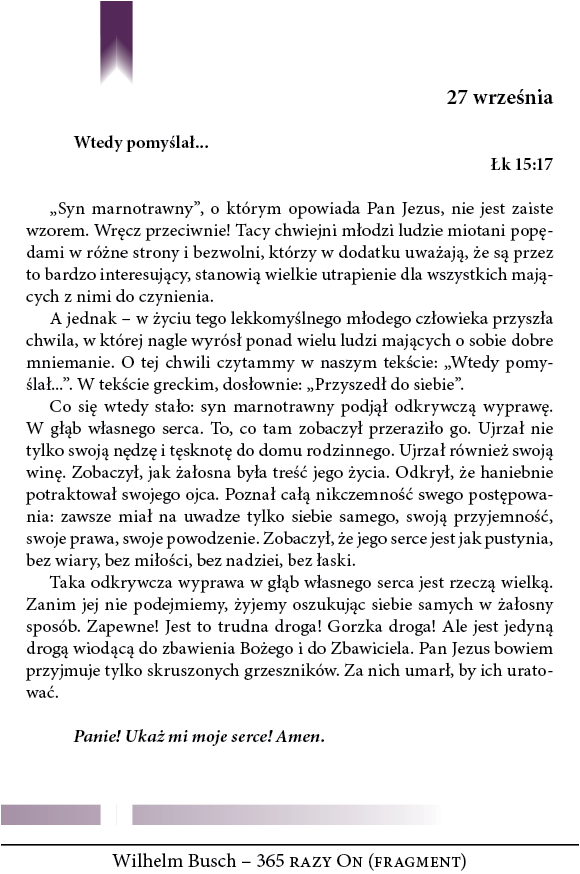 27 września
Wtedy pomyślał...
Łk 15:17
„Syn marnotrawny”, o którym opowiada Pan Jezus, nie jest zaiste
wzorem. Wręcz przeciwnie! Tacy chwiejni młodzi ludzie miotani popę-
dami w różne strony i bezwolni, którzy w dodatku uważają, że są przez
to bardzo interesujący, stanowią wielkie utrapienie dla wszystkich mają-
cych z nimi do czynienia.
A jednak – w życiu tego lekkomyślnego młodego człowieka przyszła
chwila, w której nagle wyrósł ponad wielu ludzi mających o sobie dobre
mniemanie. O tej chwili czytammy w naszym tekście: „Wtedy pomy-
ślał...”. W tekście greckim, dosłownie: „Przyszedł do siebie”.
Co się wtedy stało: syn marnotrawny podjął odkrywczą wyprawę.
W głąb własnego serca. To, co tam zobaczył przeraziło go. Ujrzał nie
tylko swoją nędzę i tęsknotę do domu rodzinnego. Ujrzał również swoją
winę. Zobaczył, jak żałosna była treść jego życia. Odkrył, że haniebnie
potraktował swojego ojca. Poznał całą nikczemność swego postępowa-
nia: zawsze miał na uwadze tylko siebie samego, swoją przyjemność,
swoje prawa, swoje powodzenie. Zobaczył, że jego serce jest jak pustynia,
bez wiary, bez miłości, bez nadziei, bez łaski.
Taka odkrywcza wyprawa w głąb własnego serca jest rzeczą wielką.
Zanim jej nie podejmiemy, żyjemy oszukując siebie samych w żałosny
sposób. Zapewne! Jest to trudna droga! Gorzka droga! Ale jest jedyną
drogą wiodącą do zbawienia Bożego i do Zbawiciela. Pan Jezus bowiem
przyjmuje tylko skruszonych grzeszników. Za nich umarł, by ich urato-
wać.
Panie! Ukaż mi moje serce! Amen.
Wilhelm Busch – 365 RAZY ON (FRAGMENT)